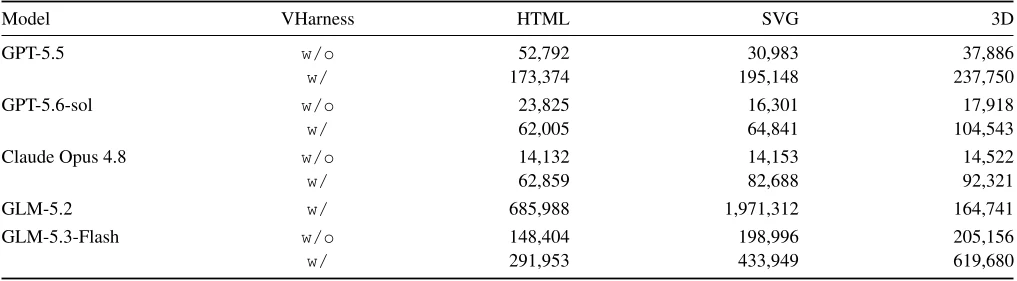 Model VHarness HTML SVG 3D
GPT-5.5 w/o 52,792 30,983 37,886
w/ 173,374 195,148 237,750
GPT-5.6-sol w/o 23,825 16,301 17,918
w/ 62,005 64,841 104,543
Claude Opus 4.8 w/o 14,132 14,153 14,522
w/ 62,859 82,688 92,321
GLM-5.2 w/ 685,988 1,971,312 164,741
GLM-5.3-Flash w/o 148,404 198,996 205,156
w/ 291,953 433,949 619,680